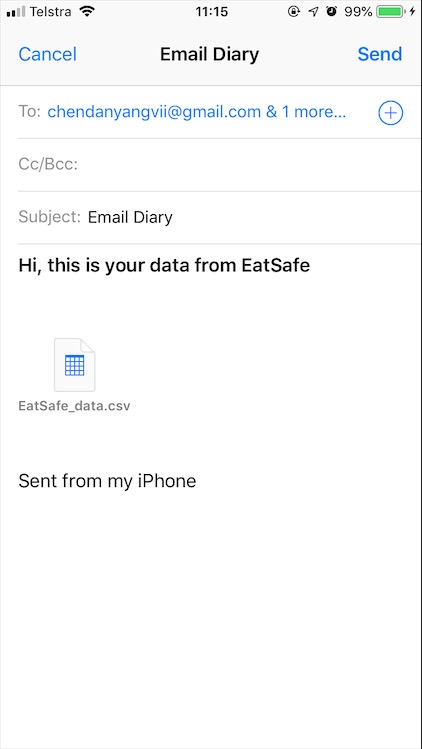 Telstra 11:15 99%
Cancel Email Diary Send
To: chendanyangvii@gmail.com & 1 more...
Cc/Bcc:
Subject: Email Diary
Hi, this is your data from EatSafe
EatSafe_data.csv
Sent from my iPhone